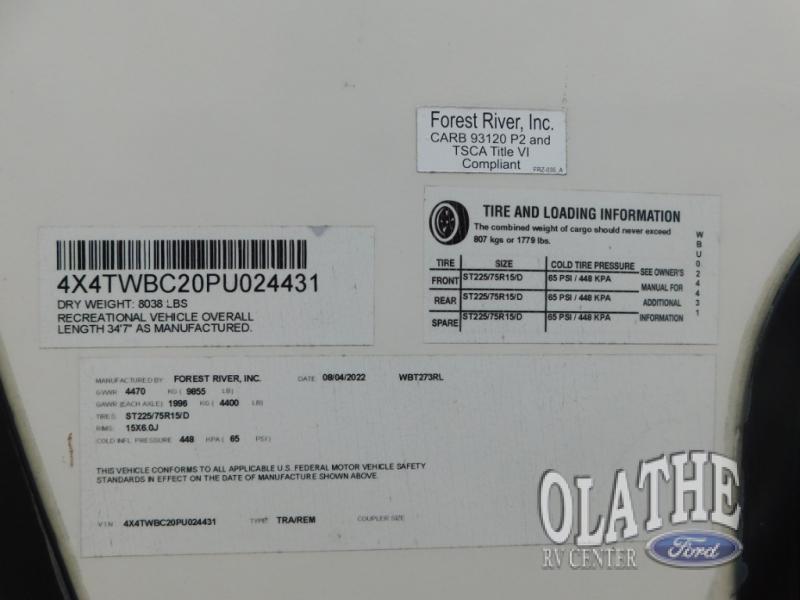 Forest River, Inc.
CARB 93120 P2 and
TSCA Title VI
Compliant
FRZ-035_A
4X4TWBC20PU024431
DRY WEIGHT: 8038 LBS
RECREATIONAL VEHICLE OVERALL
LENGTH 34'7" AS MANUFACTURED.
TIRE AND LOADING INFORMATION
The combined weight of cargo should never exceed
807 kgs or 1779 lbs.
TIRE SIZE COLD TIRE PRESSURE
FRONT ST225/75R15/D 65 PSI / 448 KPA SEE OWNER'S
MANUAL FOR
REAR ST225/75R15/D 65 PSI / 448 KPA ADDITIONAL
SPARE ST225/75R15/D 65 PSI / 448 KPA INFORMATION
WBU024431
MANUFACTURED BY FOREST RIVER, INC. DATE 08/04/2022 WBT273RL
GVWR 4470 KG ( 9855 LB)
GAWR (EACH AXLE) 1996 KG ( 4400 LB)
TIRES ST225/75R15/D
RIMS: 15X6.0J
COLD INFL PRESSURE 448 KPA ( 65 PSI)
THIS VEHICLE CONFORMS TO ALL APPLICABLE U.S. FEDERAL MOTOR VEHICLE SAFETY
STANDARDS IN EFFECT ON THE DATE OF MANUFACTURE SHOWN ABOVE.
VIN 4X4TWBC20PU024431 TYPE: TRA/REM COUPLER SIZE
OLATHE
RV CENTER Ford